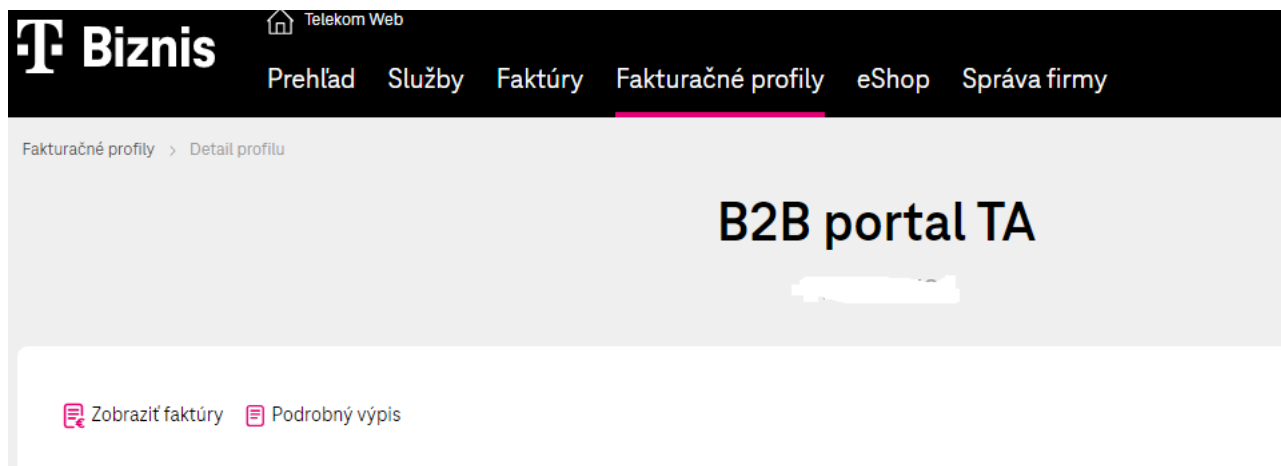 Telekom Web
T Biznis
Prehľad Služby Faktúry Fakturačné profily eShop Správa firmy
Fakturačné profily > Detail profilu
B2B portal TA
Zobraziť faktúry Podrobný výpis